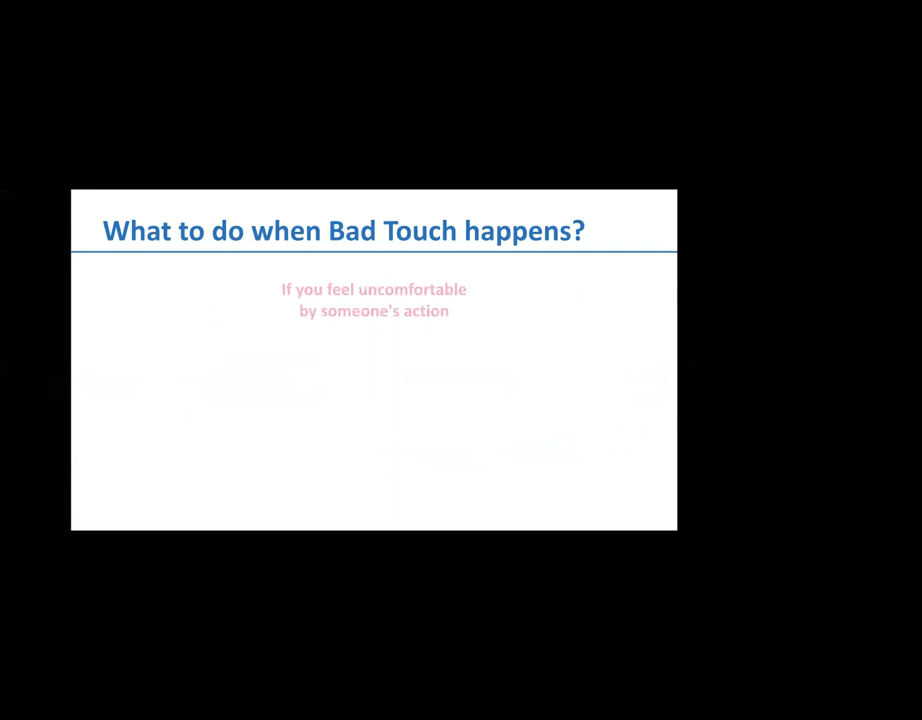 What to do when Bad Touch happens?
If you feel uncomfortable
by someone's action